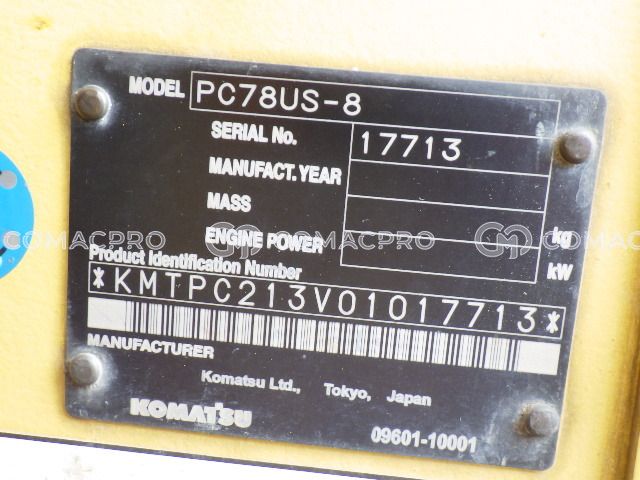 MODEL PC78US-8
SERIAL No. 17713
MANUFACT. YEAR
MASS kg
ENGINE POWER kW
Product Identification Number
*KMTPC213V01017713*
MANUFACTURER
Komatsu Ltd., Tokyo, Japan
KOMATSU
09601-10001
COMACPRO COMACPRO COMACPRO